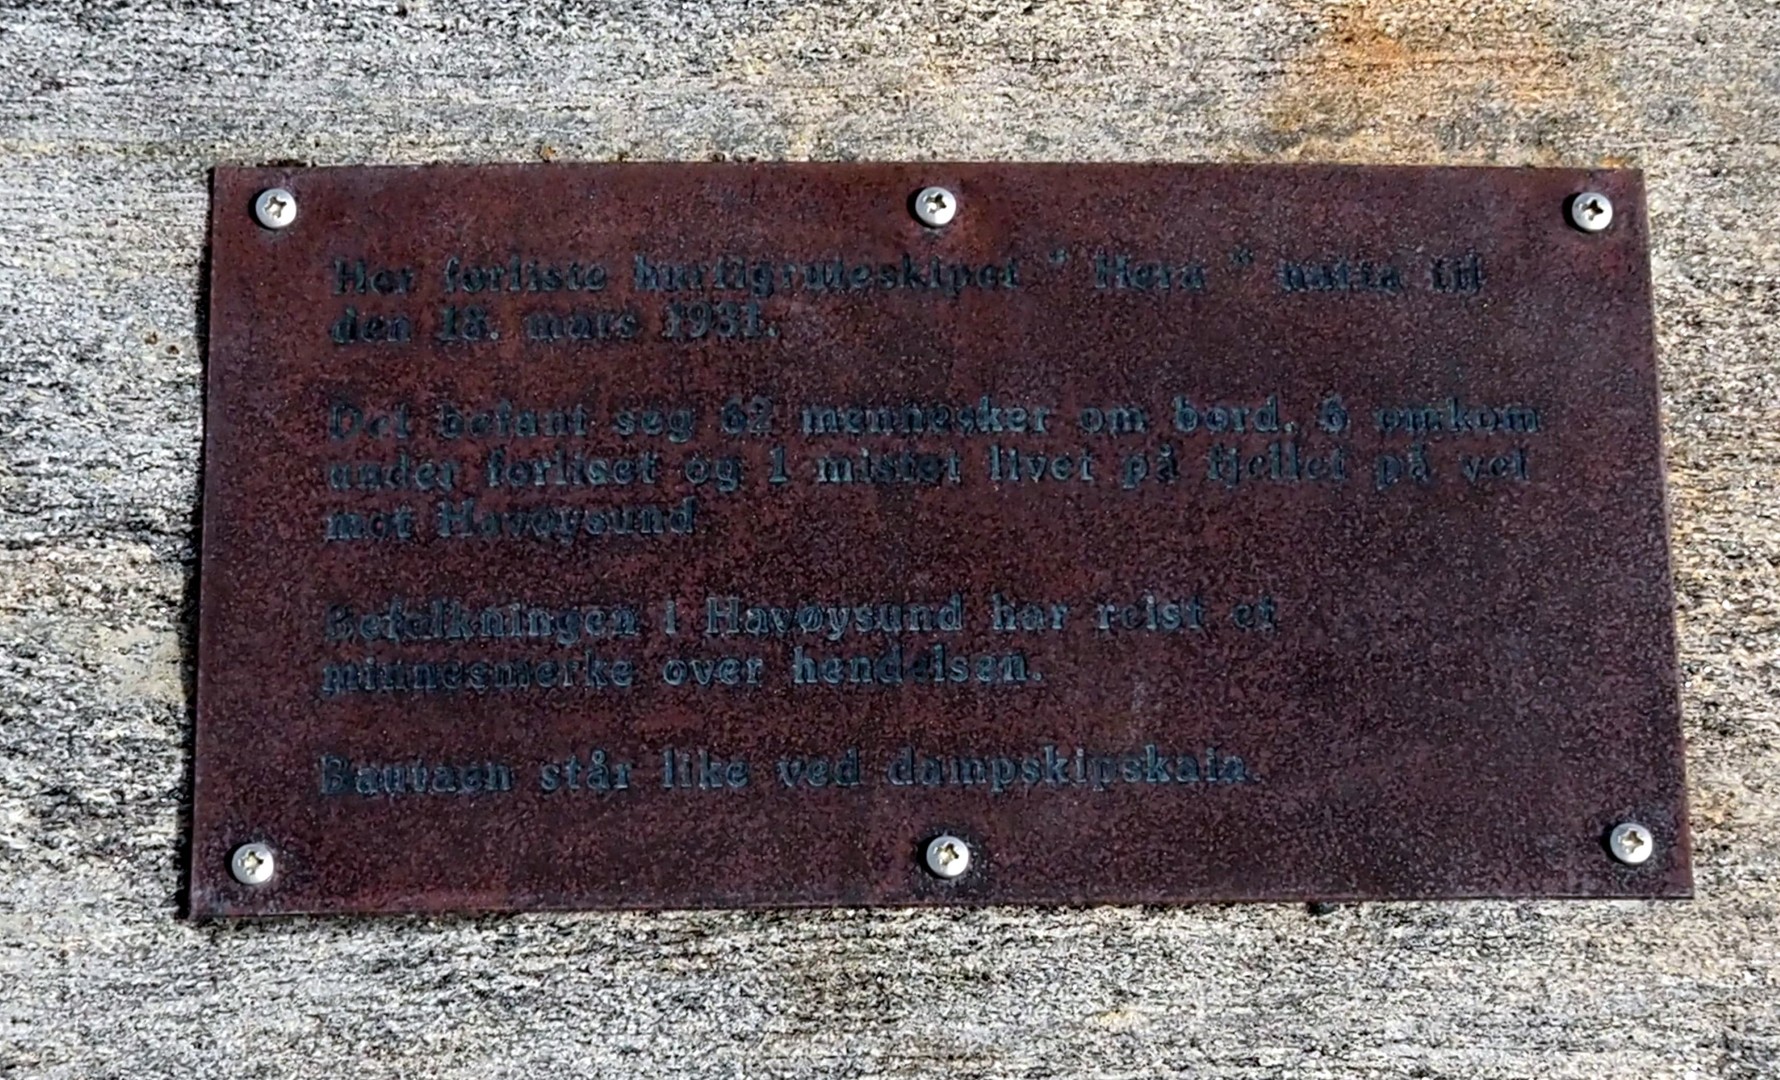 Her forliste hurtigruteskipet " Hera " natta til
den 18. mars 1931.
Det befant seg 62 mennesker om bord. 6 omkom
under forliset og 1 mistet livet på fjellet på vei
mot Havøysund
Befolkningen i Havøysund har reist et
minnesmerke over hendelsen.
Bautaen står like ved dampskipskaia.